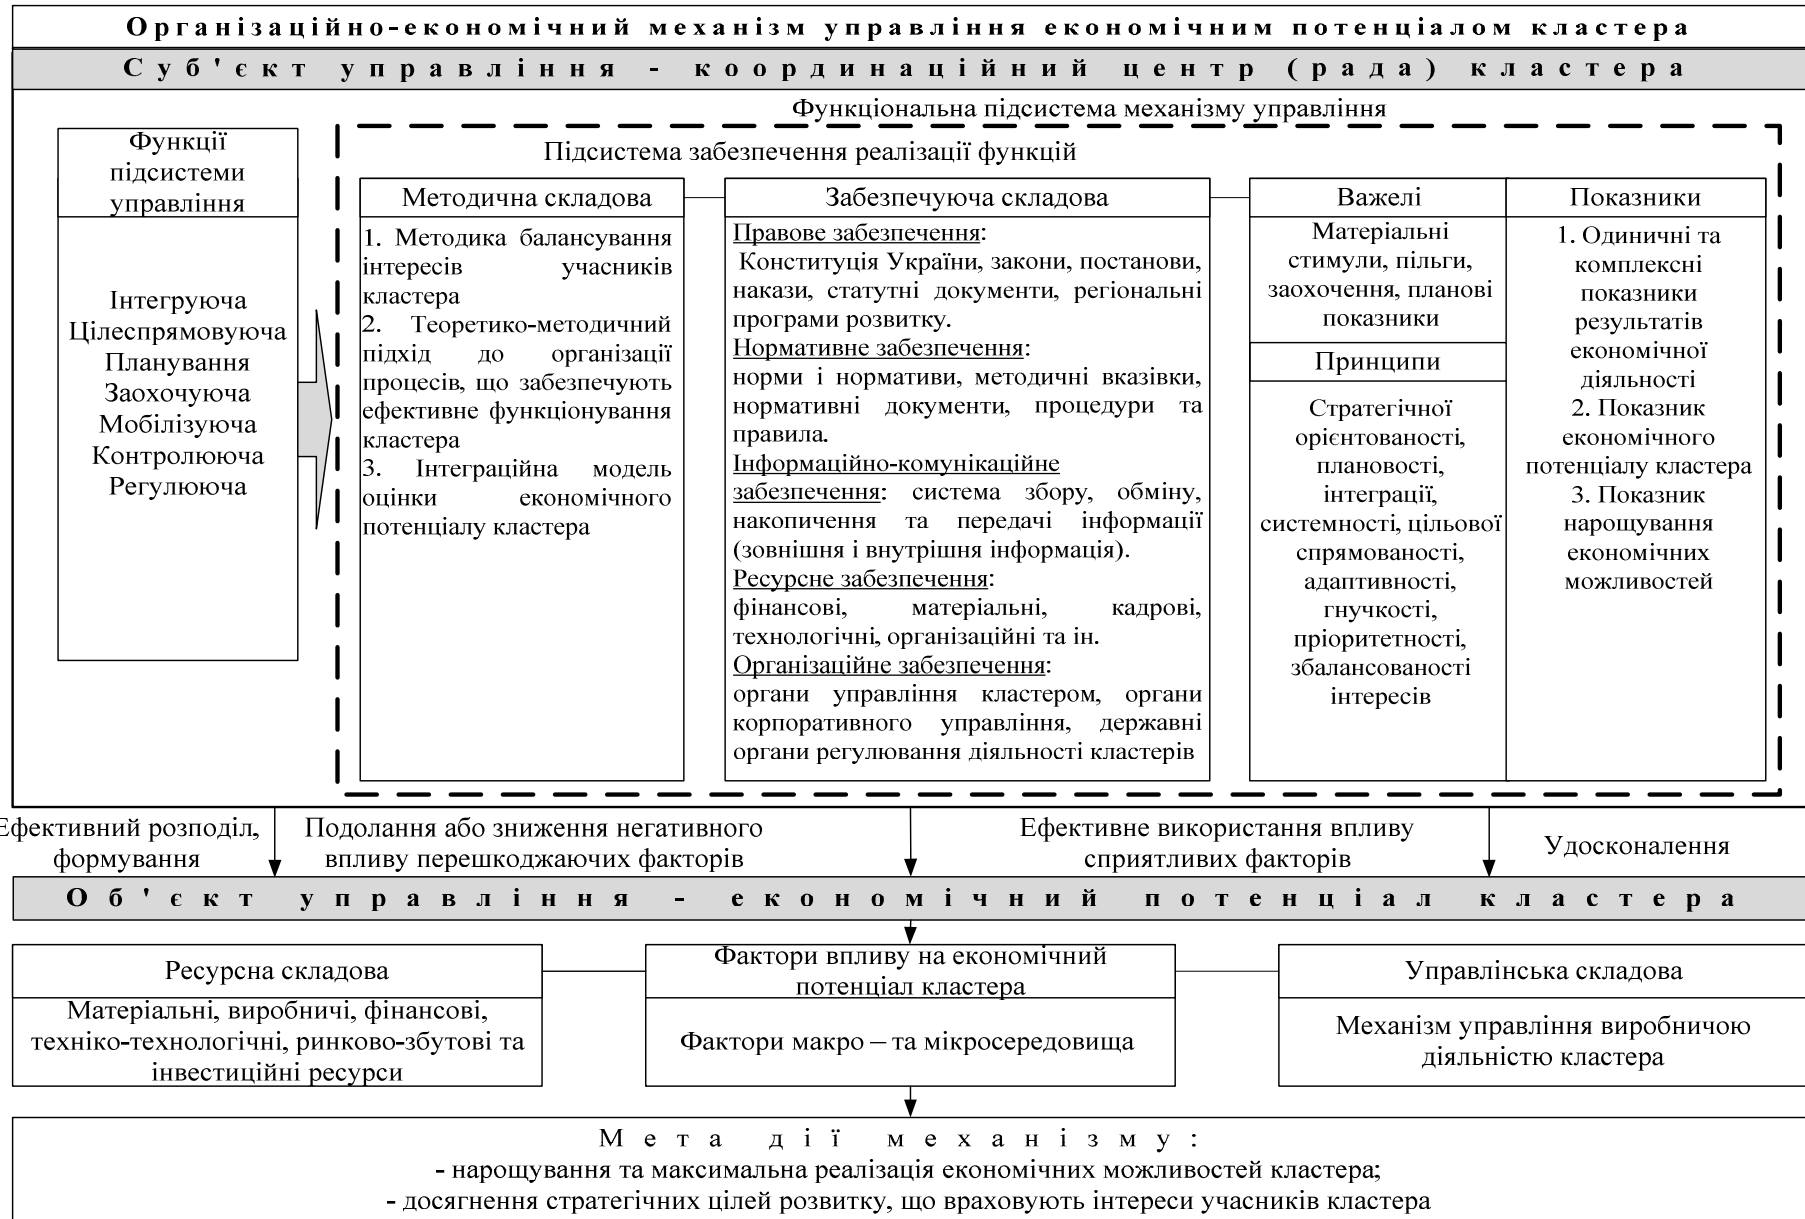 Організаційно-економічний механізм управління економічним потенціалом кластера
Суб'єкт управління - координаційний центр (рада) кластера
Функціональна підсистема механізму управління
Функції
підсистеми
управління
Інтегруюча
Цілеспрямовуюча
Планування
Заохочуюча
Мобілізуюча
Контролююча
Регулююча
Підсистема забезпечення реалізації функцій
Методична складова
1. Методика балансування
інтересів учасників
кластера
2. Теоретико-методичний
підхід до організації
процесів, що забезпечують
ефективне функціонування
кластера
3. Інтеграційна модель
оцінки економічного
потенціалу кластера
Забезпечуюча складова
Правове забезпечення:
Конституція України, закони, постанови,
накази, статутні документи, регіональні
програми розвитку.
Нормативне забезпечення:
норми і нормативи, методичні вказівки,
нормативні документи, процедури та
правила.
Інформаційно-комунікаційне
забезпечення: система збору, обміну,
накопичення та передачі інформації
(зовнішня і внутрішня інформація).
Ресурсне забезпечення:
фінансові, матеріальні, кадрові,
технологічні, організаційні та ін.
Організаційне забезпечення:
органи управління кластером, органи
корпоративного управління, державні
органи регулювання діяльності кластерів
Важелі
Матеріальні
стимули, пільги,
заохочення, планові
показники
Принципи
Стратегічної
орієнтованості,
плановості,
інтеграції,
системності, цільової
спрямованості,
адаптивності,
гнучкості,
пріоритетності,
збалансованості
інтересів
Показники
1. Одиничні та
комплексні
показники
результатів
економічної
діяльності
2. Показник
економічного
потенціалу кластера
3. Показник
нарощування
економічних
можливостей
Ефективний розподіл,
формування
Подолання або зниження негативного
впливу перешкоджаючих факторів
Ефективне використання впливу
сприятливих факторів
Удосконалення
Об'єкт управління - економічний потенціал кластера
Ресурсна складова
Матеріальні, виробничі, фінансові,
техніко-технологічні, ринково-збутові та
інвестиційні ресурси
Фактори впливу на економічний
потенціал кластера
Фактори макро – та мікросередовища
Управлінська складова
Механізм управління виробничою
діяльністю кластера
Мета дії механізму:
- нарощування та максимальна реалізація економічних можливостей кластера;
- досягнення стратегічних цілей розвитку, що враховують інтереси учасників кластера